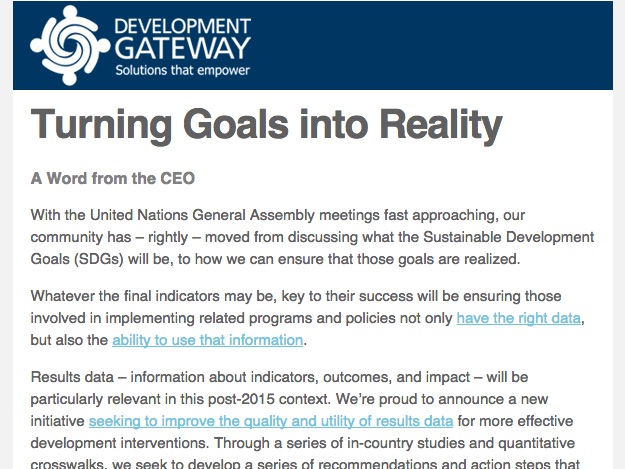 DEVELOPMENT
GATEWAY
Solutions that empower
Turning Goals into Reality
A Word from the CEO
With the United Nations General Assembly meetings fast approaching, our
community has – rightly – moved from discussing what the Sustainable Development
Goals (SDGs) will be, to how we can ensure that those goals are realized.
Whatever the final indicators may be, key to their success will be ensuring those
involved in implementing related programs and policies not only have the right data,
but also the ability to use that information.
Results data – information about indicators, outcomes, and impact – will be
particularly relevant in this post-2015 context. We're proud to announce a new
initiative seeking to improve the quality and utility of results data for more effective
development interventions. Through a series of in-country studies and quantitative
crosswalks, we seek to develop a series of recommendations and action steps that